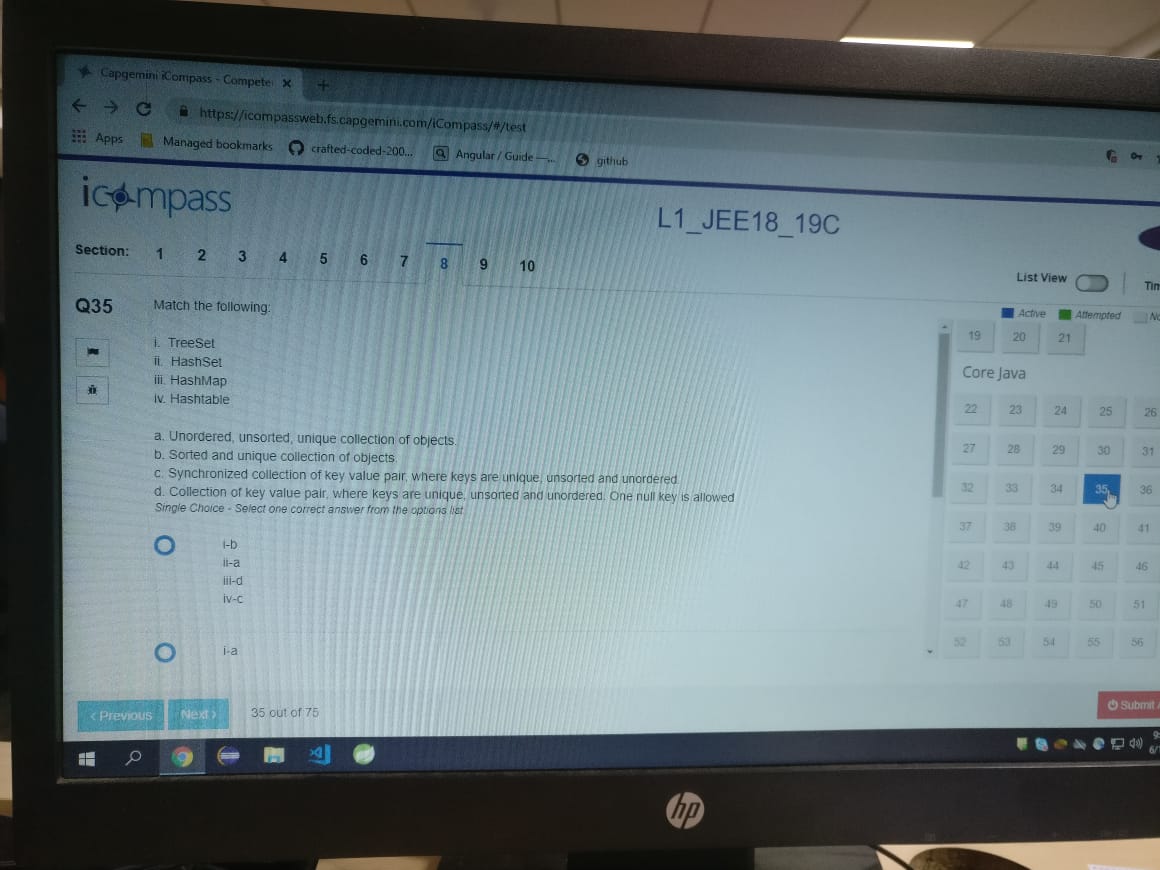 Capgemini iCompass - Compete
https://icompassweb.fs.capgemini.com/iCompass/#/test
Apps Managed bookmarks crafted-coded-200... Angular / Guide —... github
icompass
L1_JEE18_19C
Section: 1 2 3 4 5 6 7 8 9 10
List View
Tim
Active Attempted No
Q35 Match the following:
i. TreeSet
ii. HashSet
iii. HashMap
iv. Hashtable
a. Unordered, unsorted, unique collection of objects.
b. Sorted and unique collection of objects.
c. Synchronized collection of key value pair, where keys are unique, unsorted and unordered.
d. Collection of key value pair, where keys are unique, unsorted and unordered. One null key is allowed
Single Choice - Select one correct answer from the options list
i-b
ii-a
iii-d
iv-c
i-a
19 20 21
Core Java
22 23 24 25 26
27 28 29 30 31
32 33 34 35 36
37 38 39 40 41
42 43 44 45 46
47 48 49 50 51
52 53 54 55 56
< Previous Next > 35 out of 75
Submit
hp